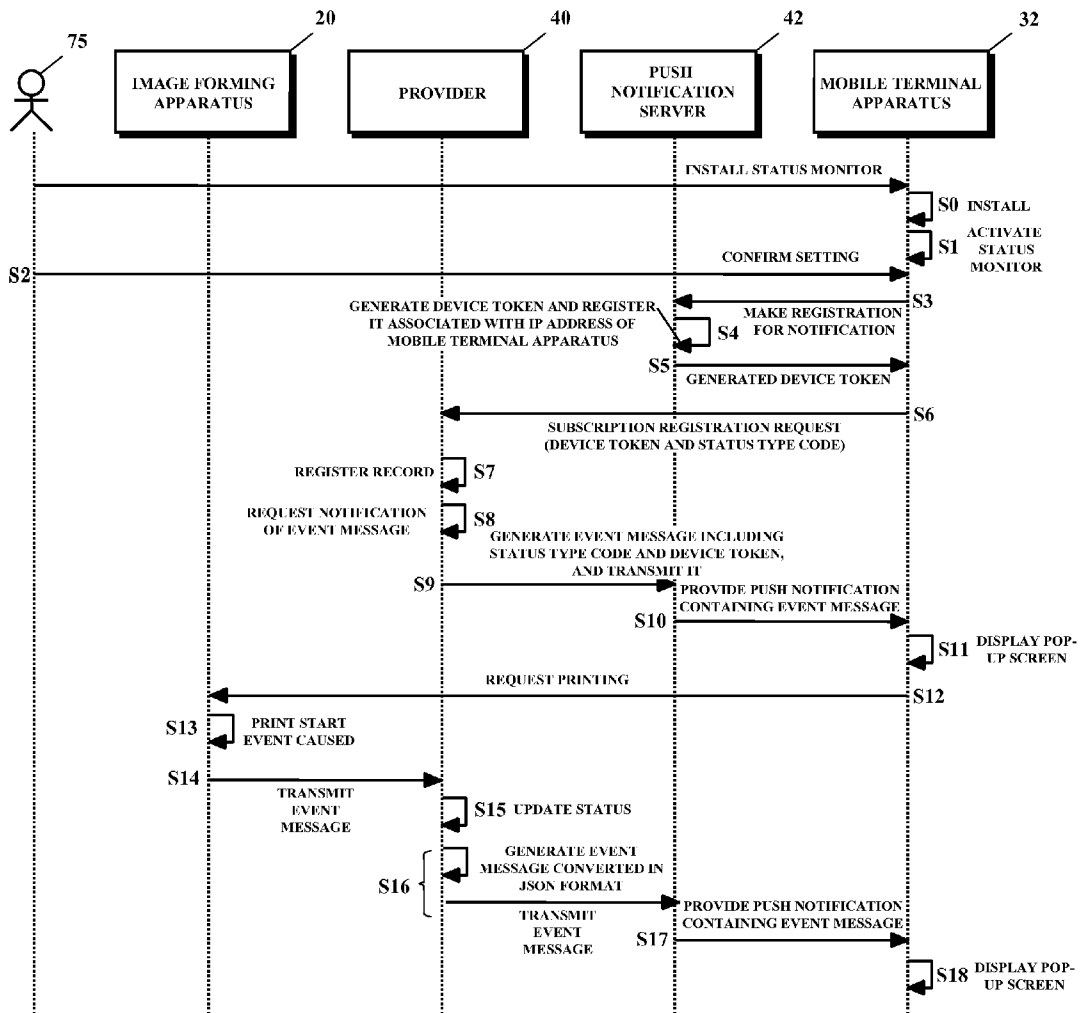 20
40
42
32
75
IMAGE FORMING
APPARATUS
PROVIDER
PUSH
NOTIFICATION
SERVER
MOBILE TERMINAL
APPARATUS
INSTALL STATUS MONITOR
S0 INSTALL
S1 ACTIVATE
STATUS
MONITOR
S2
CONFIRM SETTING
S3
MAKE REGISTRATION
FOR NOTIFICATION
GENERATE DEVICE TOKEN AND REGISTER
IT ASSOCIATED WITH IP ADDRESS OF
MOBILE TERMINAL APPARATUS
S4
S5
GENERATED DEVICE TOKEN
S6
SUBSCRIPTION REGISTRATION REQUEST
(DEVICE TOKEN AND STATUS TYPE CODE)
REGISTER RECORD
S7
REQUEST NOTIFICATION
OF EVENT MESSAGE
S8
GENERATE EVENT MESSAGE INCLUDING
STATUS TYPE CODE AND DEVICE TOKEN,
AND TRANSMIT IT
S9
PROVIDE PUSH NOTIFICATION
CONTAINING EVENT MESSAGE
S10
S11 DISPLAY POP-
UP SCREEN
REQUEST PRINTING
S12
S13
PRINT START
EVENT CAUSED
S14
TRANSMIT
EVENT
MESSAGE
S15 UPDATE STATUS
S16
GENERATE EVENT
MESSAGE CONVERTED IN
JSON FORMAT
TRANSMIT
EVENT
MESSAGE
PROVIDE PUSH NOTIFICATION
CONTAINING EVENT MESSAGE
S17
S18 DISPLAY POP-
UP SCREEN